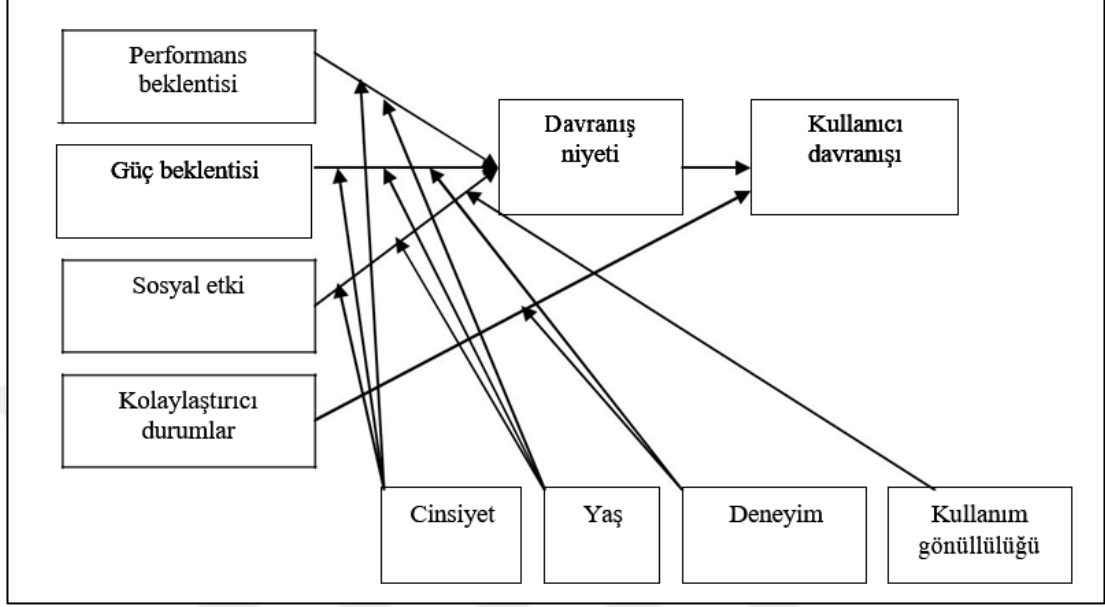 Performans
beklentisi
Güç beklentisi
Sosyal etki
Kolaylaştırıcı
durumlar
Davranış
niyeti
Kullanıcı
davranışı
Cinsiyet
Yaş
Deneyim
Kullanım
gönüllülüğü